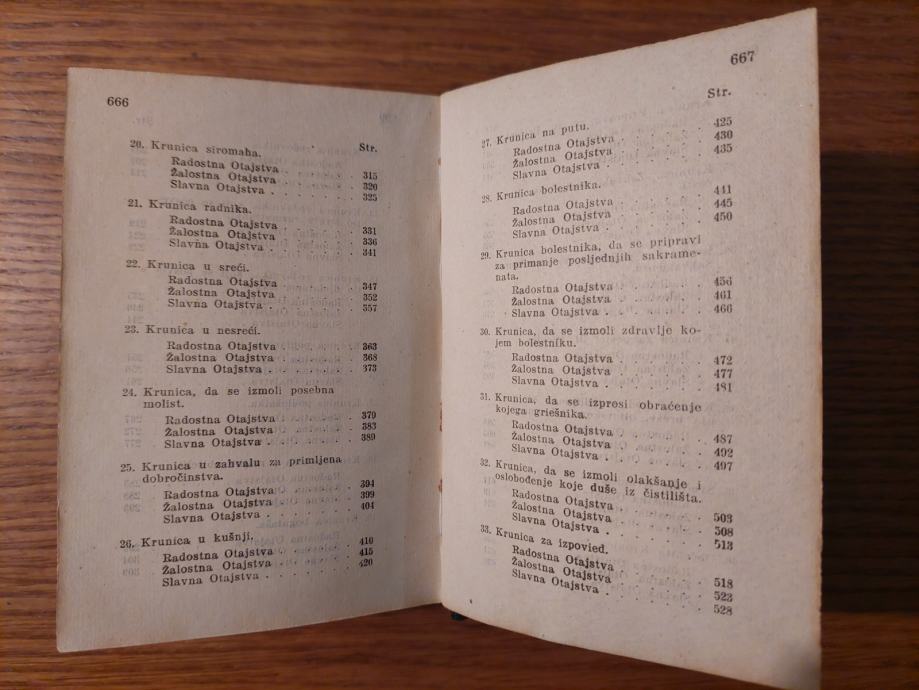 666
Str.
20. Krunica siromaha.
Radostna Otajstva . . . . . 315
Žalostna Otajstva . . . . . 320
Slavna Otajstva . . . . . . 325
21. Krunica radnika.
Radostna Otajstva . . . . . 331
Žalostna Otajstva . . . . . 336
Slavna Otajstva . . . . . . 341
22. Krunica u sreći.
Radostna Otajstva . . . . . 347
Žalostna Otajstva . . . . . 352
Slavna Otajstva . . . . . . 357
23. Krunica u nesreći.
Radostna Otajstva . . . . . 363
Žalostna Otajstva . . . . . 368
Slavna Otajstva . . . . . . 373
24. Krunica, da se izmoli posebna
molist.
Radostna Otajstva . . . . . 379
Žalostna Otajstva . . . . . 383
Slavna Otajstva . . . . . . 389
25. Krunica u zahvalu za primljena
dobročinstva.
Radostna Otajstva . . . . . 394
Žalostna Otajstva . . . . . 399
Slavna Otajstva . . . . . . 404
26. Krunica u kušnji.
Radostna Otajstva . . . . . 410
Žalostna Otajstva . . . . . 415
Slavna Otajstva . . . . . . 420
667
Str.
27. Krunica na putu.
Radostna Otajstva . . . . . 425
Žalostna Otajstva . . . . . 430
Slavna Otajstva . . . . . . 435
28. Krunica bolestnika.
Radostna Otajstva . . . . . 441
Žalostna Otajstva . . . . . 445
Slavna Otajstva . . . . . . 450
29. Krunica bolestnika, da se pripravi
za primanje posljednjih sakrame-
nata.
Radostna Otajstva . . . . . 456
Žalostna Otajstva . . . . . 461
Slavna Otajstva . . . . . . 466
30. Krunica, da se izmoli zdravlje ko-
jem bolestniku.
Radostna Otajstva . . . . . 472
Žalostna Otajstva . . . . . 477
Slavna Otajstva . . . . . . 481
31. Krunica, da se izprosi obraćenje
kojega griešnika.
Radostna Otajstva . . . . . 487
Žalostna Otajstva . . . . . 492
Slavna Otajstva . . . . . . 497
32. Krunica, da se izmoli olakšanje i
oslobođenje koje duše iz čistilišta.
Radostna Otajstva . . . . . 503
Žalostna Otajstva . . . . . 508
Slavna Otajstva . . . . . . 513
33. Krunica za izpovied.
Radostna Otajstva . . . . . 518
Žalostna Otajstva . . . . . 523
Slavna Otajstva . . . . . . 528